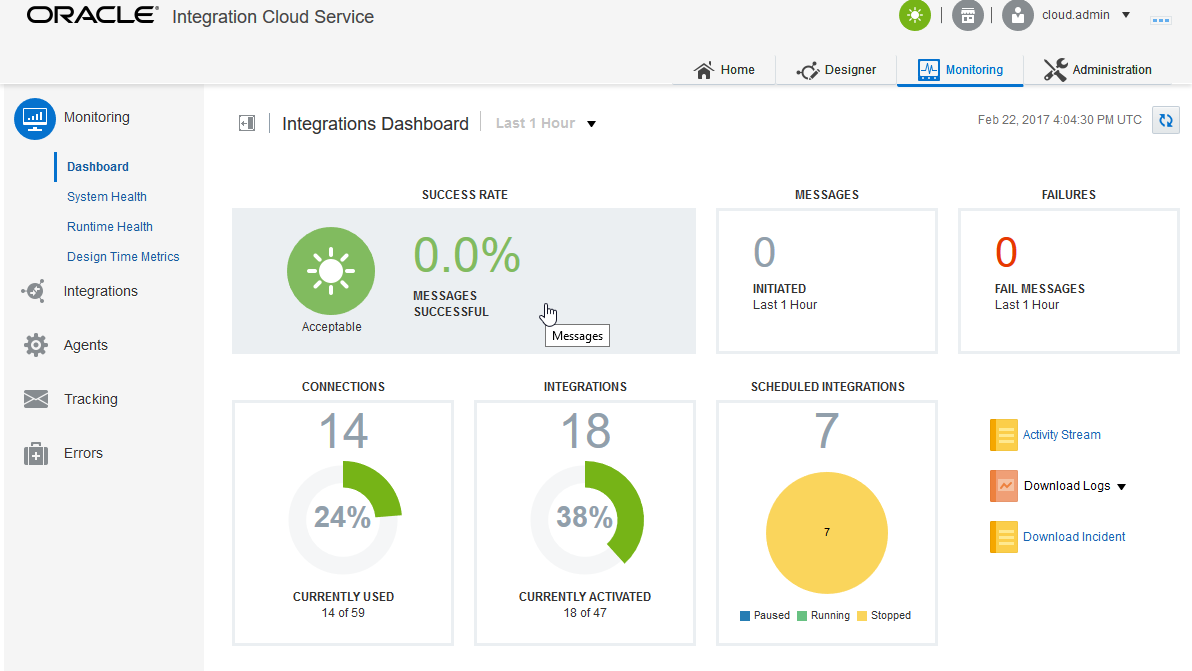 ORACLE® Integration Cloud Service
cloud.admin
Home
Designer
Monitoring
Administration
Monitoring
Dashboard
System Health
Runtime Health
Design Time Metrics
Integrations
Agents
Tracking
Errors
Integrations Dashboard
Last 1 Hour
Feb 22, 2017 4:04:30 PM UTC
SUCCESS RATE
Acceptable
0.0%
MESSAGES
SUCCESSFUL
Messages
MESSAGES
0
INITIATED
Last 1 Hour
FAILURES
0
FAIL MESSAGES
Last 1 Hour
CONNECTIONS
14
24%
CURRENTLY USED
14 of 59
INTEGRATIONS
18
38%
CURRENTLY ACTIVATED
18 of 47
SCHEDULED INTEGRATIONS
7
7
Paused Running Stopped
Activity Stream
Download Logs
Download Incident